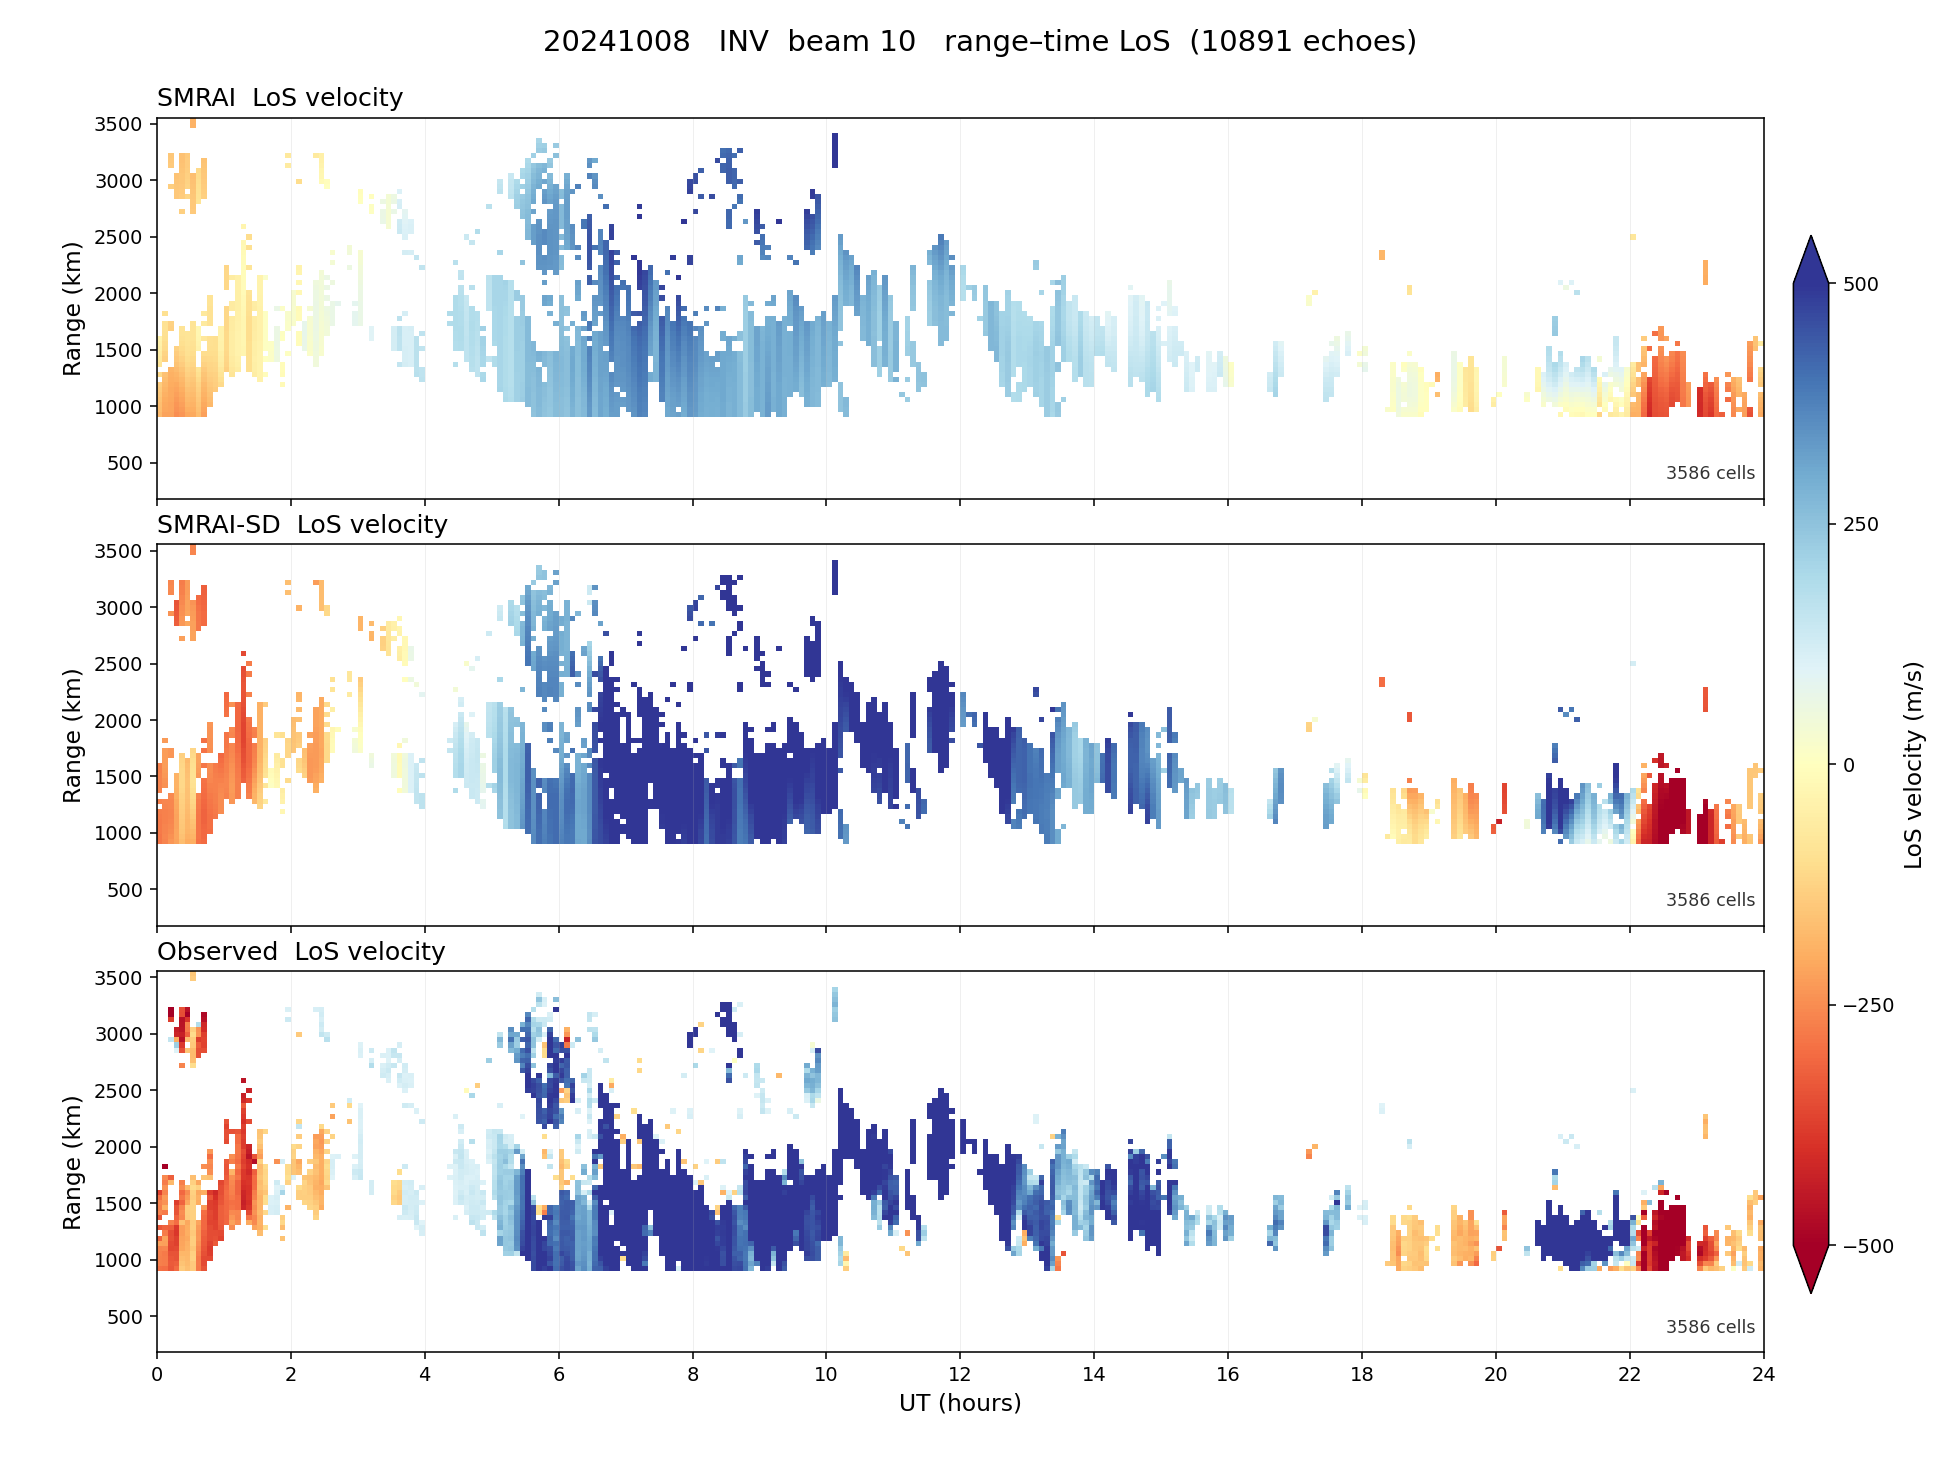 20241008   INV  beam 10   range–time LoS  (10891 echoes)
SMRAI  LoS velocity
3500
3000
2500
2000
1500
1000
500
Range (km)
3586 cells
SMRAI-SD  LoS velocity
3500
3000
2500
2000
1500
1000
500
Range (km)
3586 cells
Observed  LoS velocity
3500
3000
2500
2000
1500
1000
500
Range (km)
3586 cells
0 2 4 6 8 10 12 14 16 18 20 22 24
UT (hours)
500
250
0
−250
−500
LoS velocity (m/s)